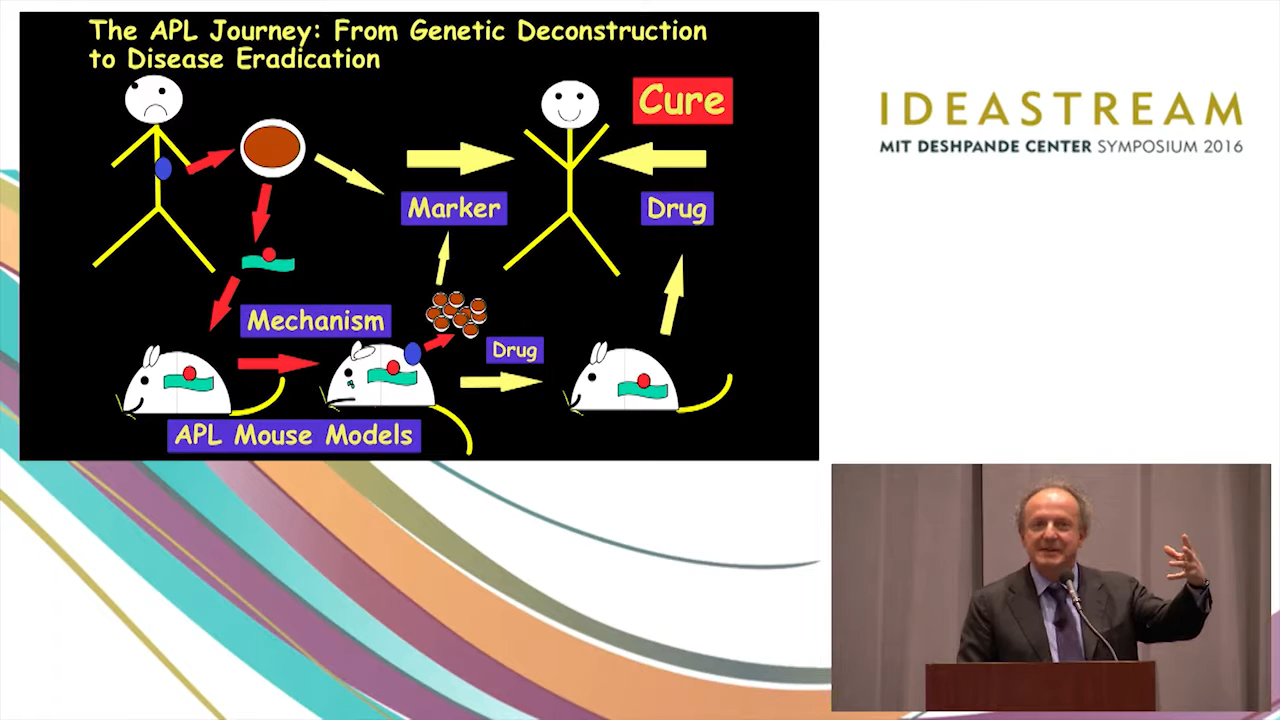 The APL Journey: From Genetic Deconstruction
to Disease Eradication
Cure
Marker
Drug
Mechanism
Drug
APL Mouse Models
IDEASTREAM
MIT DESHPANDE CENTER SYMPOSIUM 2016